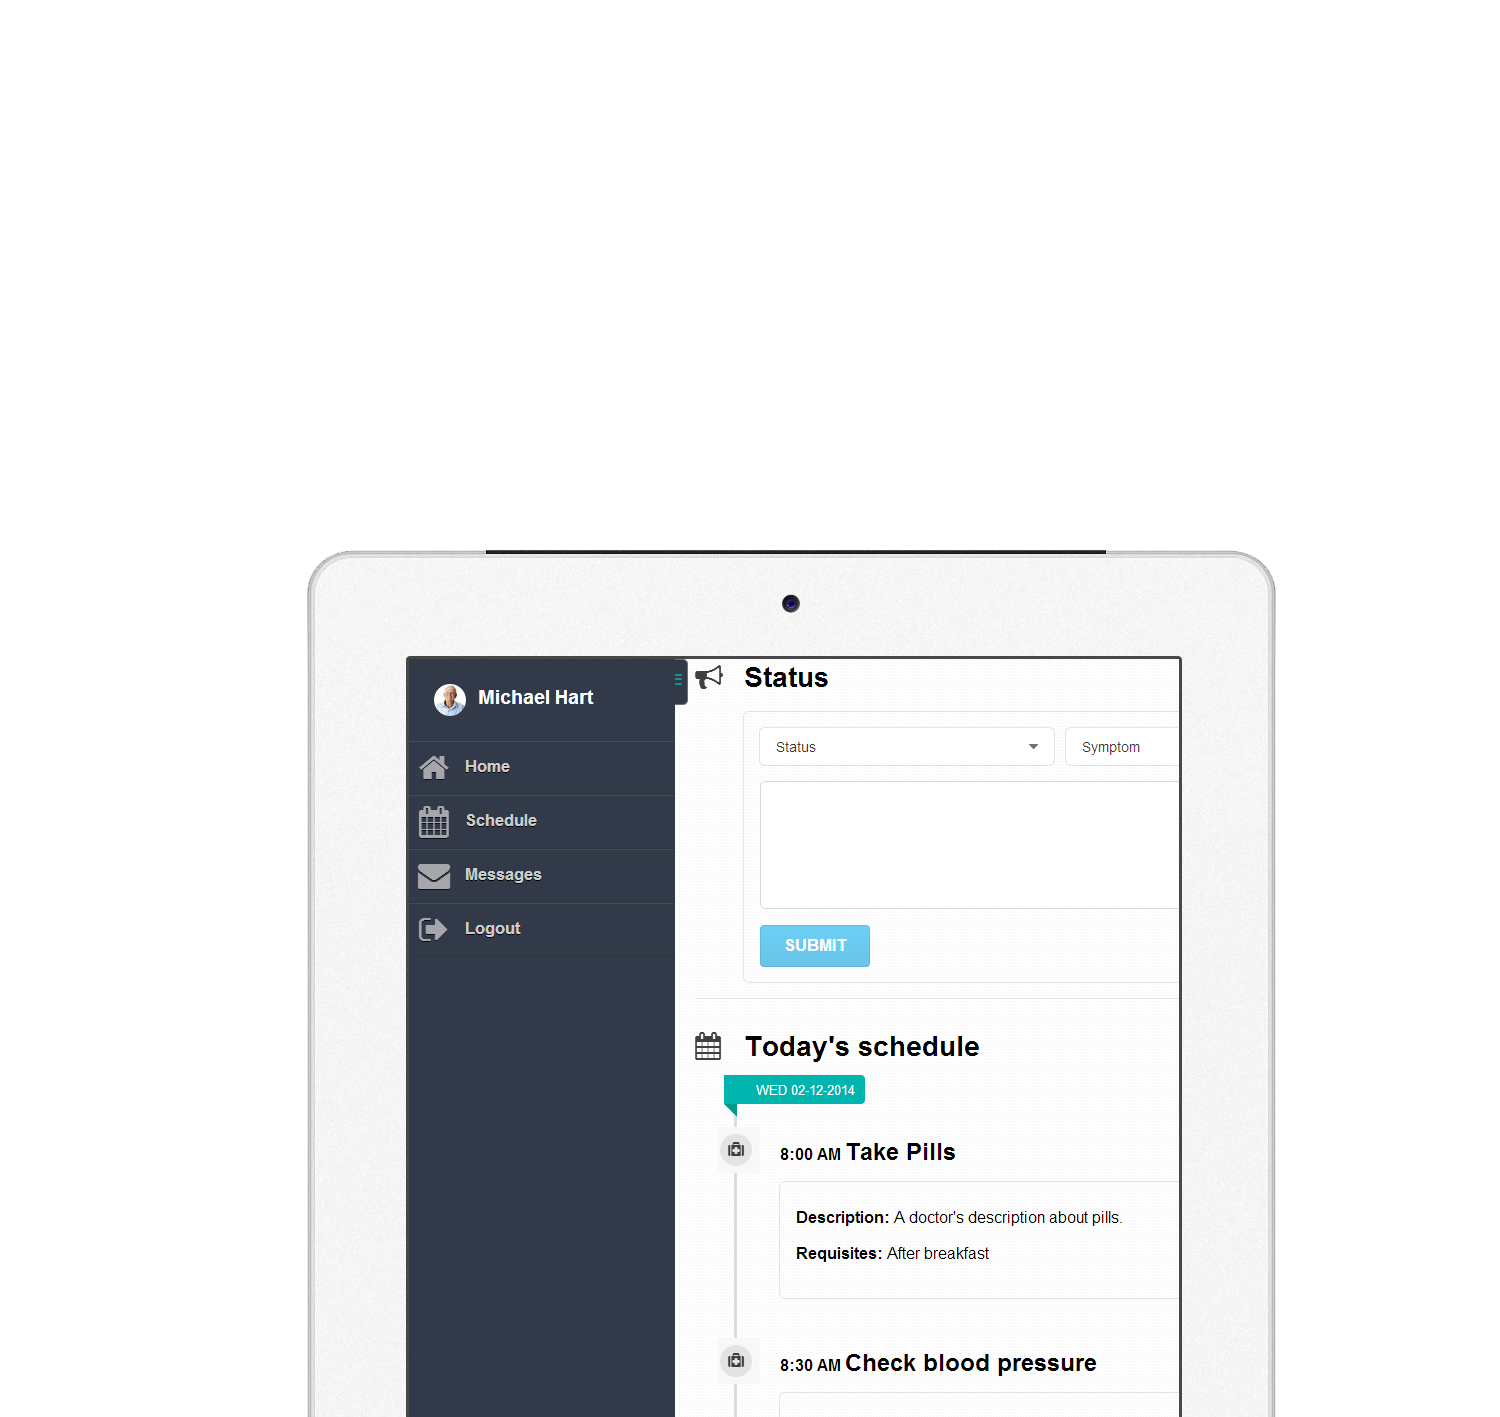 Michael Hart
Home
Schedule
Messages
Logout
Status
Status
Symptom
SUBMIT
Today's schedule
WED 02-12-2014
8:00 AM Take Pills
Description: A doctor's description about pills.
Requisites: After breakfast
8:30 AM Check blood pressure